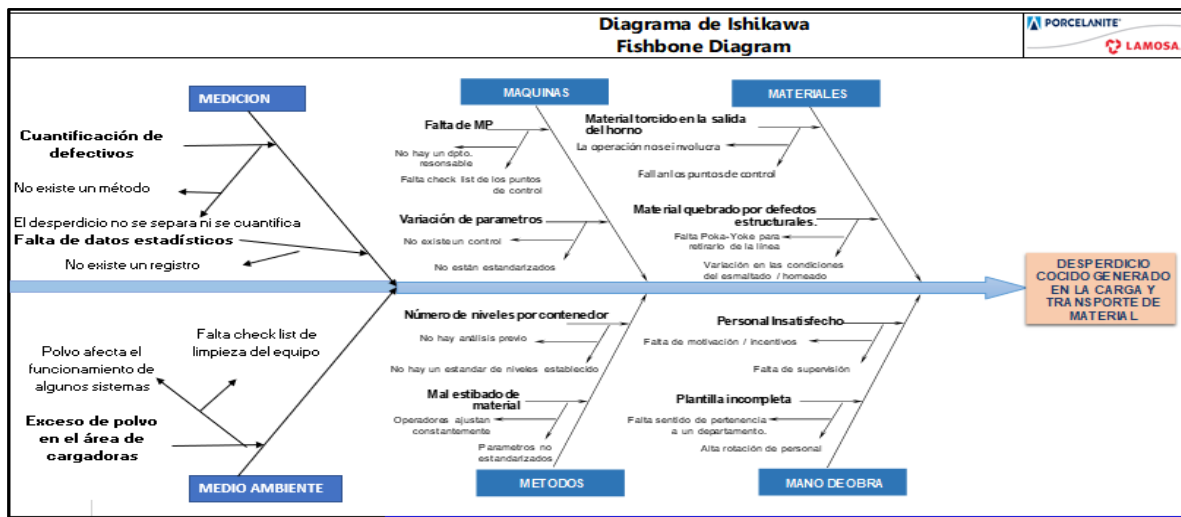 Diagrama de Ishikawa
Fishbone Diagram
PORCELANITE
LAMOSA
MEDICION
MAQUINAS
MATERIALES
Cuantificación de
defectivos
No existe un método
El desperdicio no se separa ni se cuantifica
Falta de datos estadísticos
No existe un registro
Falta de MP
No hay un dpto.
resonsable
Falta check list de los puntos
de control
Variación de parametros
No existe un control
No están estandarizados
Material torcido en la salida
del horno
La operación no se involucra
Fallan los puntos de control
Material quebrado por defectos
estructurales.
Falta Poka-Yoke para
retirarlo de la línea
Variación en las condiciones
del esmaltado / horneado
DESPERDICIO
COCIDO GENERADO
EN LA CARGA Y
TRANSPORTE DE
MATERIAL
Falta check list de
limpieza del equipo
Polvo afecta el
funcionamiento de
algunos sistemas
Exceso de polvo
en el área de
cargadoras
Número de niveles por contenedor
No hay análisis previo
No hay un estandar de niveles establecido
Mal estibado de
material
Operadores ajustan
constantemente
Parametros no
estandarizados
Personal Insatisfecho
Falta de motivación / incentivos
Falta de supervisión
Plantilla incompleta
Falta sentido de pertenencia
a un departamento.
Alta rotación de personal
MEDIO AMBIENTE
METODOS
MANO DE OBRA